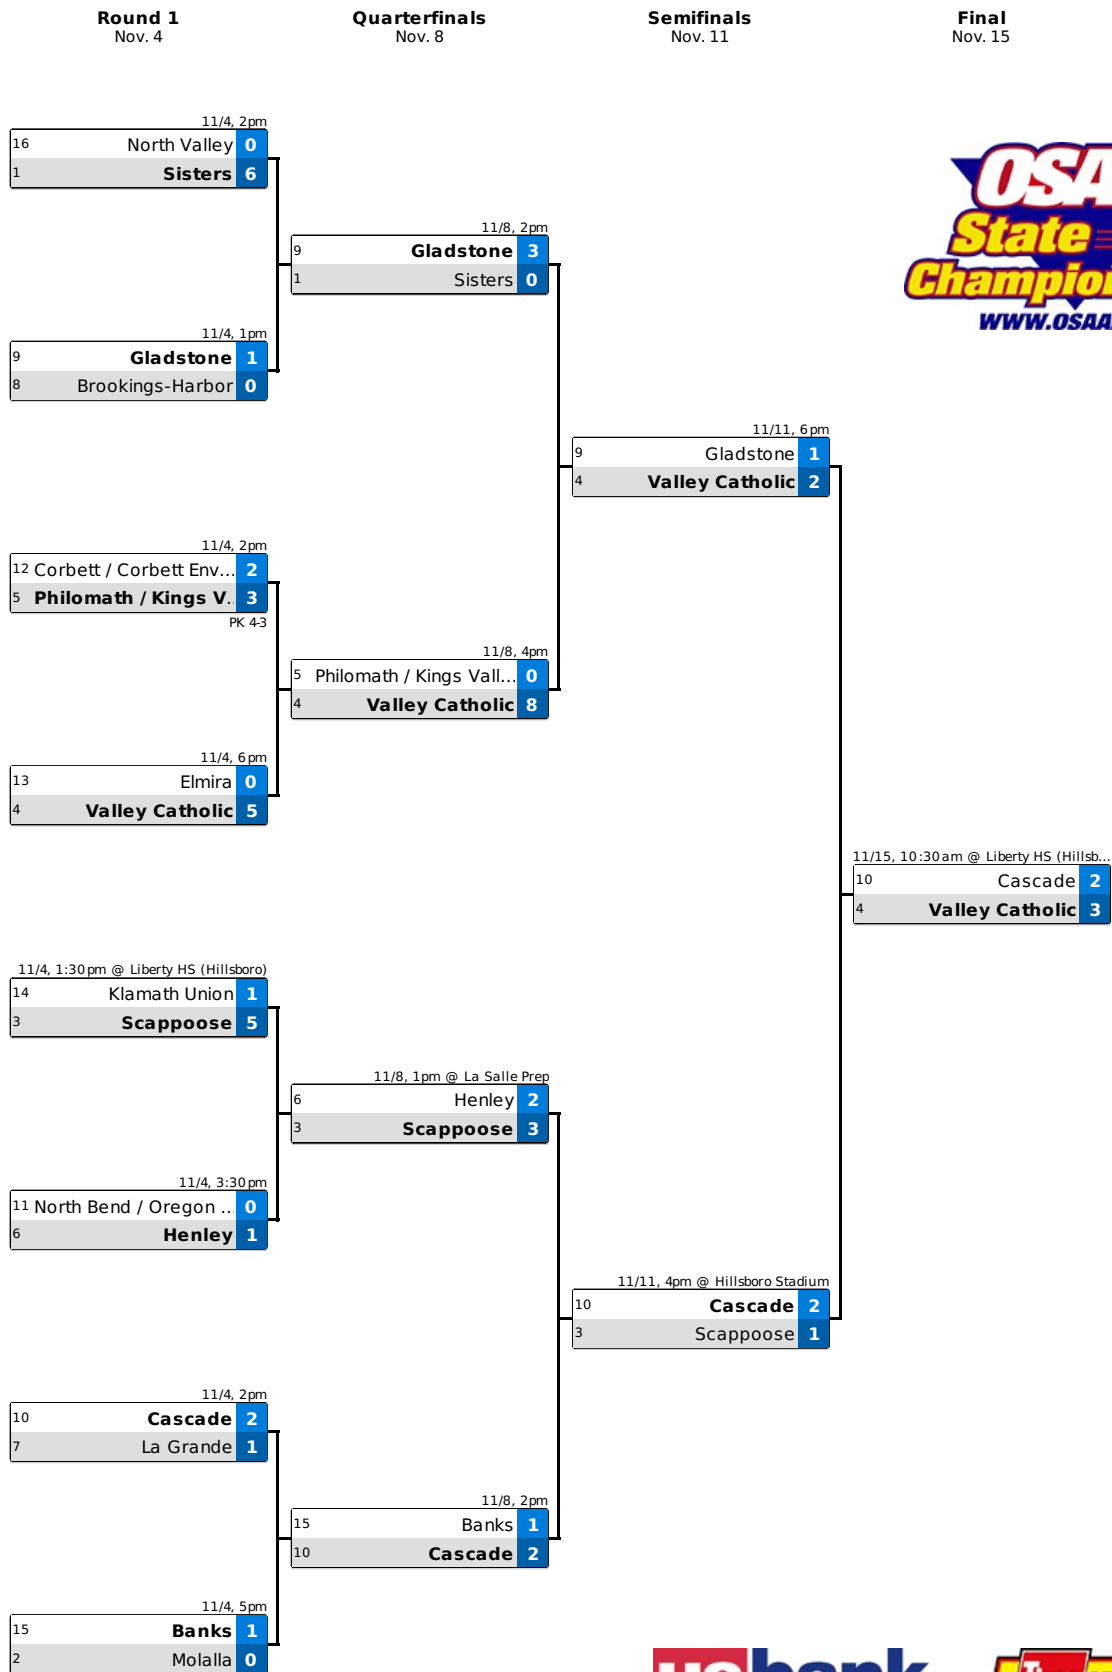 Round 1
Nov. 4
Quarterfinals
Nov. 8
Semifinals
Nov. 11
Final
Nov. 15
11/4, 2pm
16 North Valley 0
1 Sisters 6
11/4, 1pm
9 Gladstone 1
8 Brookings-Harbor 0
11/4, 2pm
12 Corbett / Corbett Env... 2
5 Philomath / Kings V.. 3
PK 4-3
11/4, 6pm
13 Elmira 0
4 Valley Catholic 5
11/4, 1:30pm @ Liberty HS (Hillsboro)
14 Klamath Union 1
3 Scappoose 5
11/4, 3:30pm
11 North Bend / Oregon ... 0
6 Henley 1
11/4, 2pm
10 Cascade 2
7 La Grande 1
11/4, 5pm
15 Banks 1
2 Molalla 0
11/8, 2pm
9 Gladstone 3
1 Sisters 0
11/8, 4pm
5 Philomath / Kings Vall... 0
4 Valley Catholic 8
11/8, 1pm @ La Salle Prep
6 Henley 2
3 Scappoose 3
11/8, 2pm
15 Banks 1
10 Cascade 2
11/11, 6pm
9 Gladstone 1
4 Valley Catholic 2
11/11, 4pm @ Hillsboro Stadium
10 Cascade 2
3 Scappoose 1
11/15, 10:30am @ Liberty HS (Hillsb...
10 Cascade 2
4 Valley Catholic 3
OSA
State
Champio
WWW.OSAA
usbank